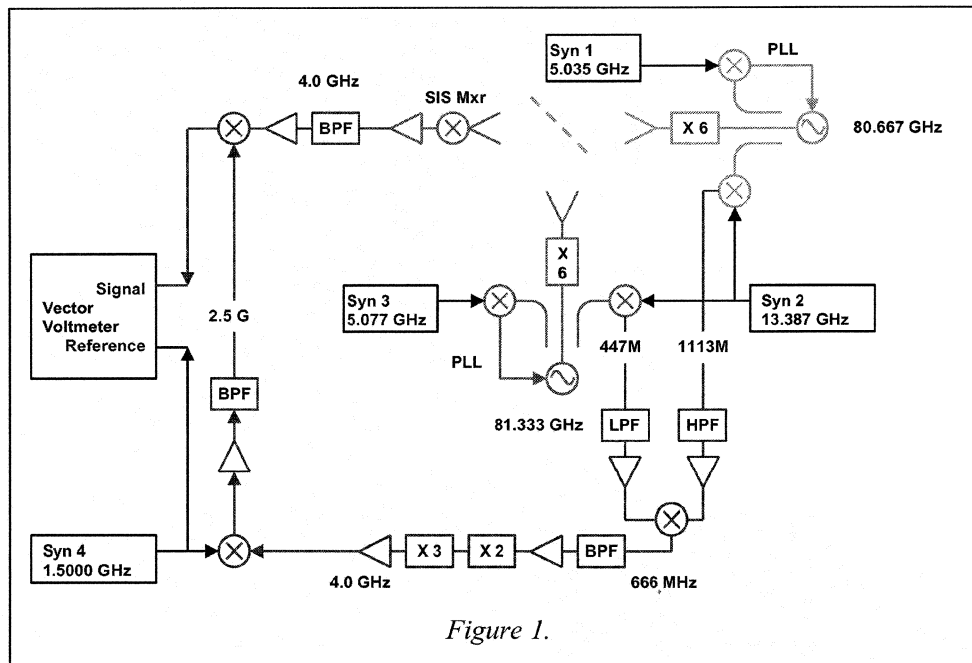 Syn 1
5.035 GHz
PLL
4.0 GHz
SIS Mxr
BPF
X 6
80.667 GHz
X
6
Signal
Vector
Voltmeter
Reference
2.5 G
Syn 3
5.077 GHz
Syn 2
13.387 GHz
447M
1113M
PLL
BPF
81.333 GHz
LPF
HPF
Syn 4
1.5000 GHz
X 3
X 2
BPF
4.0 GHz
666 MHz
Figure 1.